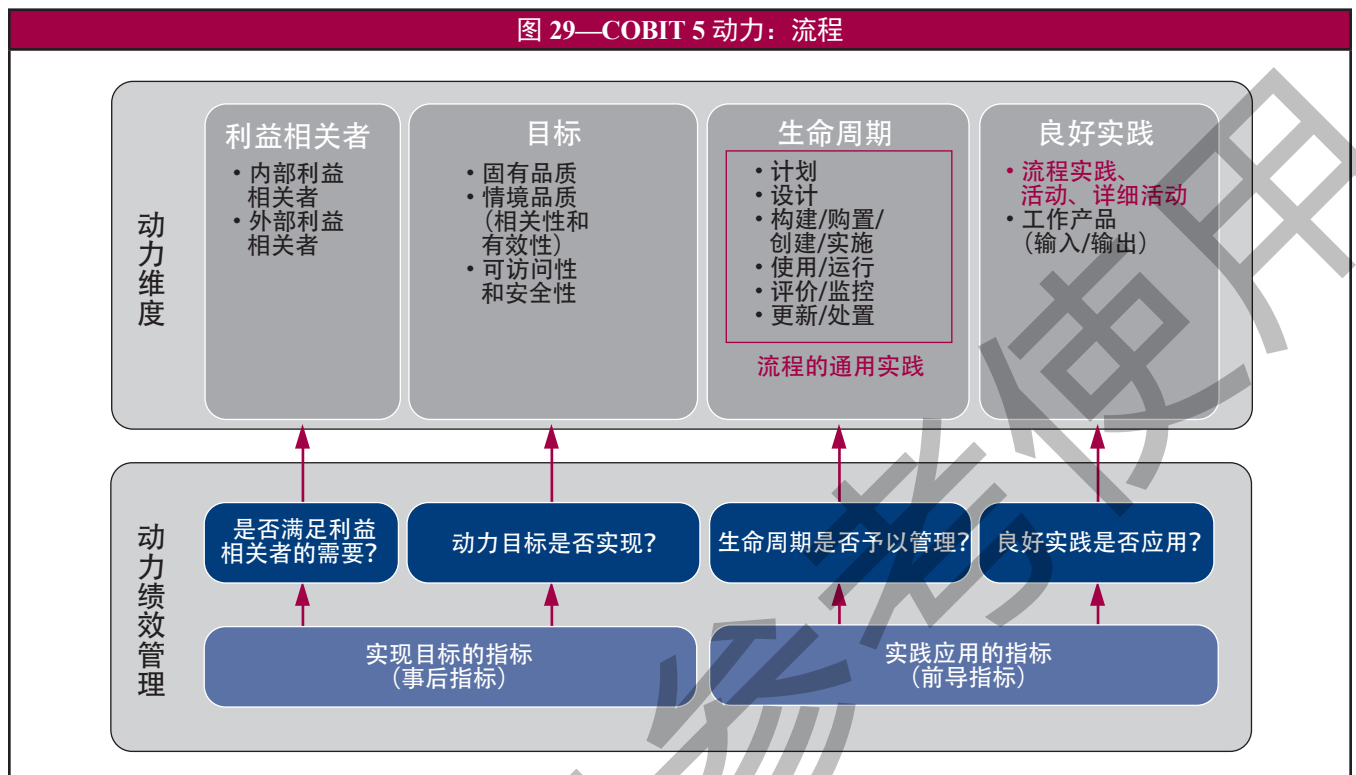 图 29—COBIT 5 动力：流程
动力维度
利益相关者
• 内部利益
相关者
• 外部利益
相关者
目标
• 固有品质
• 情境品质
（相关性和
有效性）
• 可访问性
和安全性
生命周期
• 计划
• 设计
• 构建/购置/
创建/实施
• 使用/运行
• 评价/监控
• 更新/处置
流程的通用实践
良好实践
• 流程实践、
活动、详细活动
• 工作产品
（输入/输出）
动力绩效管理
是否满足利益
相关者的需要？
动力目标是否实现？
生命周期是否予以管理？
良好实践是否应用？
实现目标的指标
（事后指标）
实践应用的指标
（前导指标）
参考使用